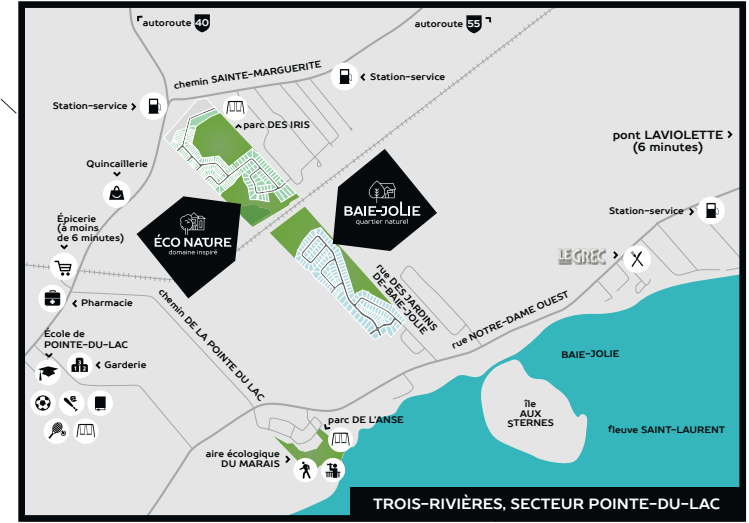 autoroute 40
autoroute 55
chemin SAINTE-MARGUERITE
Station-service
Station-service
parc DES IRIS
pont LAVIOLETTE
(6 minutes)
Quincaillerie
BAIE-JOLIE
quartier naturel
Épicerie
(à moins
de 6 minutes)
ÉCO NATURE
domaine inspiré
Station-service
LE GREC
rue DES JARDINS
DE-BAIE-JOLIE
Pharmacie
chemin DE LA POINTE DU LAC
rue NOTRE-DAME OUEST
École de
POINTE-DU-LAC
Garderie
BAIE-JOLIE
île
AUX
STERNES
fleuve SAINT-LAURENT
parc DE L'ANSE
aire écologique
DU MARAIS
TROIS-RIVIÈRES, SECTEUR POINTE-DU-LAC